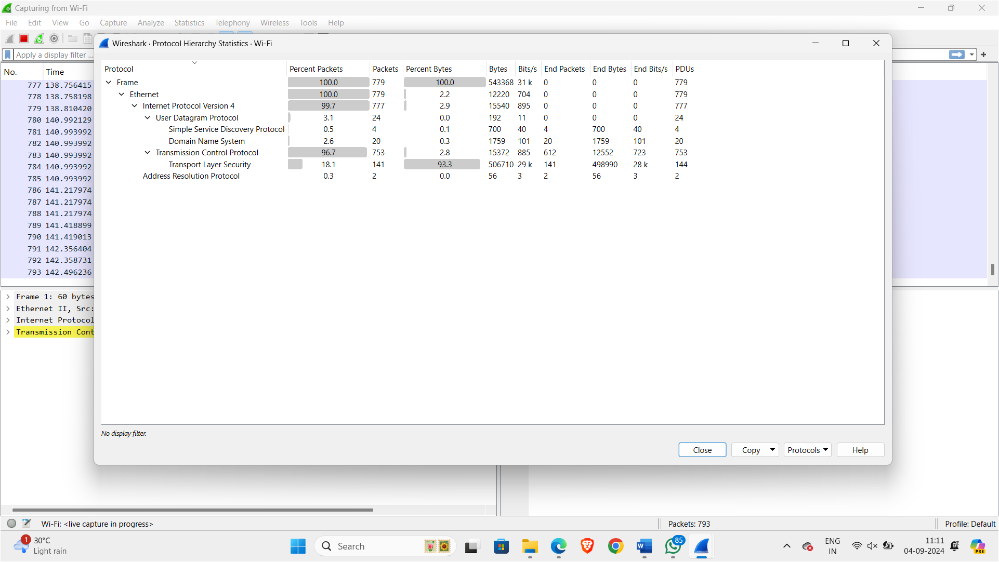 Capturing from Wi-Fi
File Edit View Go Capture Analyze Statistics Telephony Wireless Tools Help
Wireshark · Protocol Hierarchy Statistics · Wi-Fi
Apply a display filter ...
No. Time
777 138.756415
778 138.758198
779 138.810420
780 140.992129
781 140.993992
782 140.993992
783 140.993992
784 140.993992
785 140.993992
786 141.217974
787 141.217974
788 141.217974
789 141.418899
790 141.419013
791 142.356404
792 142.358731
793 142.496236
Protocol Percent Packets Packets Percent Bytes Bytes Bits/s End Packets End Bytes End Bits/s PDUs
Frame 100.0 779 100.0 543368 31 k 0 0 0 779
Ethernet 100.0 779 2.2 12220 704 0 0 0 779
Internet Protocol Version 4 99.7 777 2.9 15540 895 0 0 0 777
User Datagram Protocol 3.1 24 0.0 192 11 0 0 0 24
Simple Service Discovery Protocol 0.5 4 0.1 700 40 4 700 40 4
Domain Name System 2.6 20 0.3 1759 101 20 1759 101 20
Transmission Control Protocol 96.7 753 2.8 15372 885 612 12552 723 753
Transport Layer Security 18.1 141 93.3 506710 29 k 141 498990 28 k 144
Address Resolution Protocol 0.3 2 0.0 56 3 2 56 3 2
Frame 1: 60 bytes
Ethernet II, Src:
Internet Protocol
Transmission Cont
No display filter.
Close Copy Protocols Help
Wi-Fi: <live capture in progress> Packets: 793 Profile: Default
1
30°C
Light rain
Search
85
ENG
IN
11:11
04-09-2024
PRE